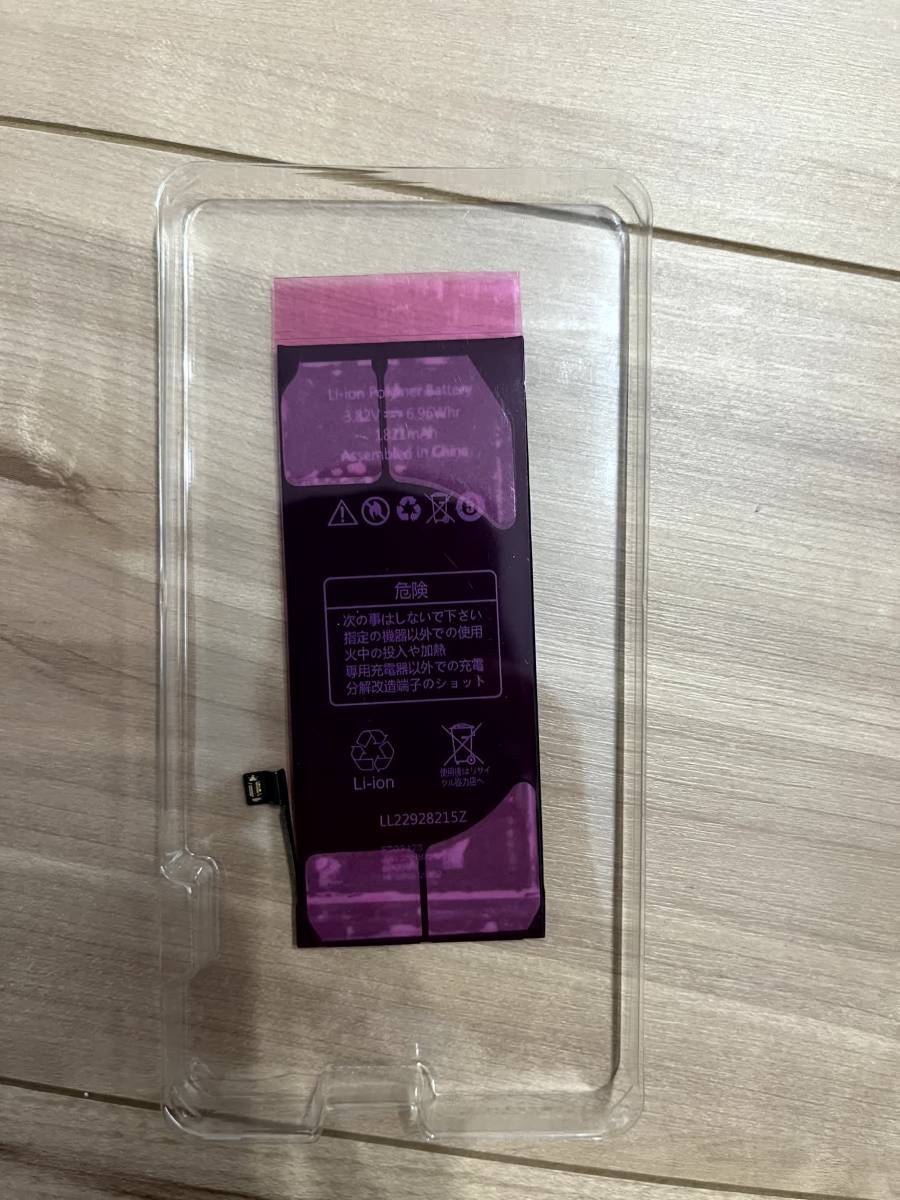 Li-ion Polymer Battery
3.82V 6.96Whr
1821mAh
Assembled in China
危険
次の事はしないで下さい
指定の機器以外での使用
火中の投入や加熱
専用充電器以外での充電
分解改造端子のショット
Li-ion
使用後はリサイ
クル協力店へ
LL22928215Z